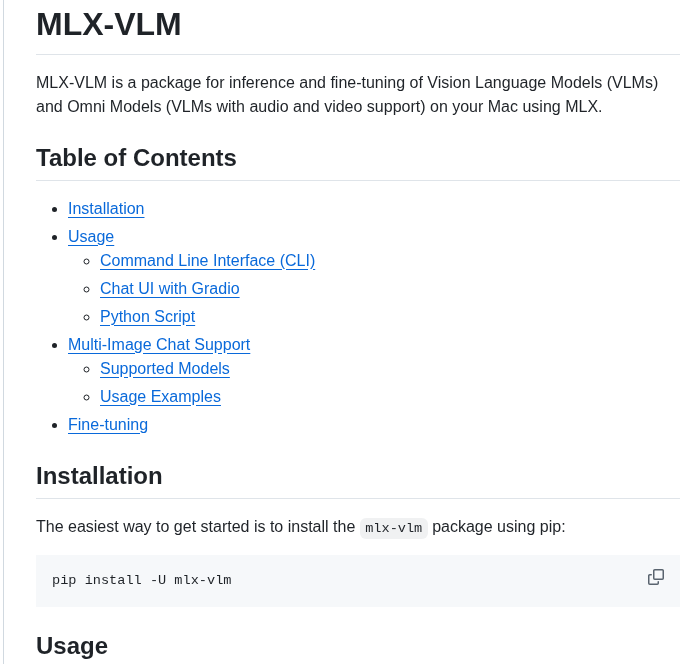 MLX-VLM
MLX-VLM is a package for inference and fine-tuning of Vision Language Models (VLMs)
and Omni Models (VLMs with audio and video support) on your Mac using MLX.
Table of Contents
Installation
Usage
Command Line Interface (CLI)
Chat UI with Gradio
Python Script
Multi-Image Chat Support
Supported Models
Usage Examples
Fine-tuning
Installation
The easiest way to get started is to install the mlx-vlm package using pip:
pip install -U mlx-vlm
Usage